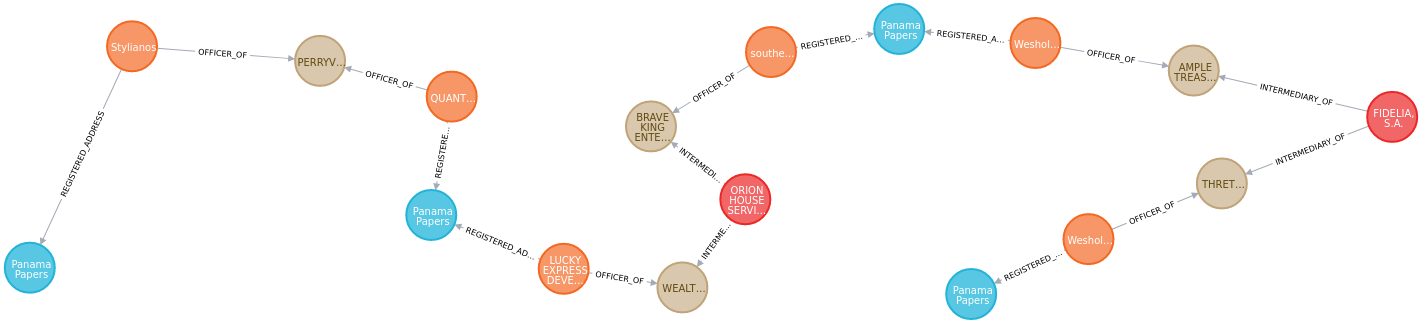 Stylianos
OFFICER_OF
PERRYV...
OFFICER_OF
QUANT...
REGISTERED_ADDRESS
Panama
Papers
REGISTERE...
Panama
Papers
REGISTERED_AD...
LUCKY
EXPRESS
DEVE...
OFFICER_OF
WEALT...
INTERME...
ORION
HOUSE
SERVI...
INTERMEDI...
BRAVE
KING
ENTE...
OFFICER_OF
southe...
REGISTERED_...
Panama
Papers
REGISTERED_A...
Weshol...
OFFICER_OF
AMPLE
TREAS...
INTERMEDIARY_OF
FIDELIA,
S.A.
INTERMEDIARY_OF
THRET...
OFFICER_OF
Weshol...
REGISTERED_...
Panama
Papers